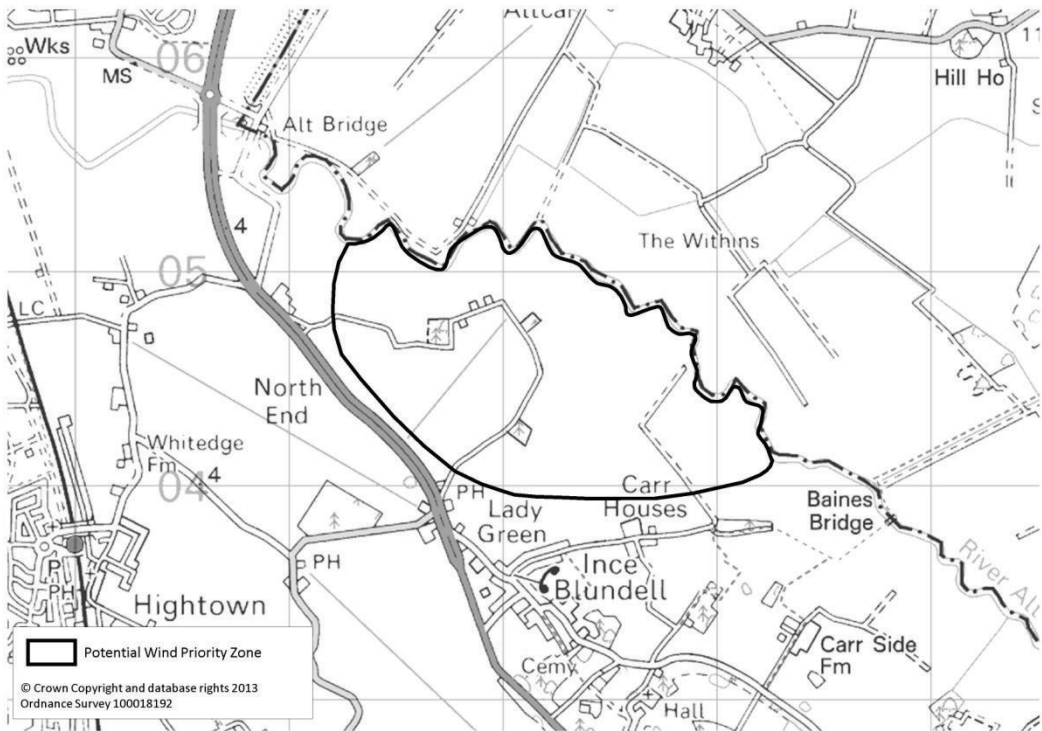 Altcar
06
Wks
MS
Hill Ho
11
Alt Bridge
4
The Withins
05
LC
North
End
Whitedge
Fm
4
04
PH
Lady
Green
Carr
Houses
Baines
Bridge
River Alt
PH
Ince
Blundell
P
PH
Hightown
Carr Side
Fm
Cemy
Hall
Potential Wind Priority Zone
© Crown Copyright and database rights 2013
Ordnance Survey 100018192